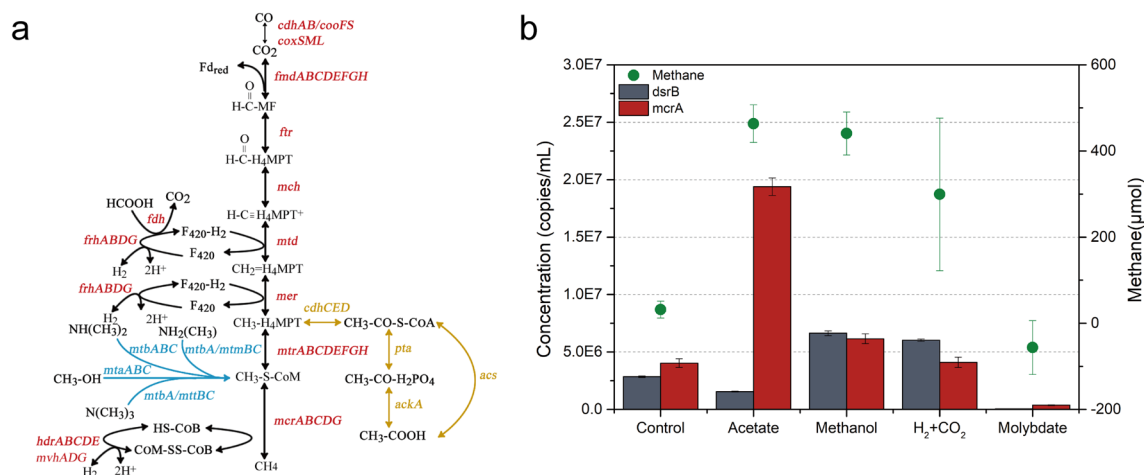 a
CO
cdhAB/cooFS
coxSML
CO2
Fdred
fmdABCDEFGH
O
H-C-MF
ftr
O
H-C-H4MPT
mch
HCOOH
CO2
H-C≡H4MPT+
fdh
frhABDG
F420-H2
mtd
F420
H2
2H+
CH2=H4MPT
frhABDG
F420-H2
mer
F420
cdhCED
H2
2H+
CH3-H4MPT
CH3-CO-S-CoA
NH(CH3)2
NH2(CH3)
mtbABC
mtbA/mtmBC
mtrABCDEFGH
pta
mtaABC
CH3-OH
CH3-S-CoM
CH3-CO-H2PO4
acs
mtbA/mttBC
ackA
N(CH3)3
mcrABCDG
HS-CoB
CH3-COOH
hdrABCDE
mvhADG
CoM-SS-CoB
H2
2H+
CH4
b
Methane
dsrB
mcrA
Concentration (copies/mL)
3.0E7
2.5E7
2.0E7
1.5E7
1.0E7
5.0E6
0.0
600
400
200
0
-200
Methane(μmol)
Control
Acetate
Methanol
H2+CO2
Molybdate